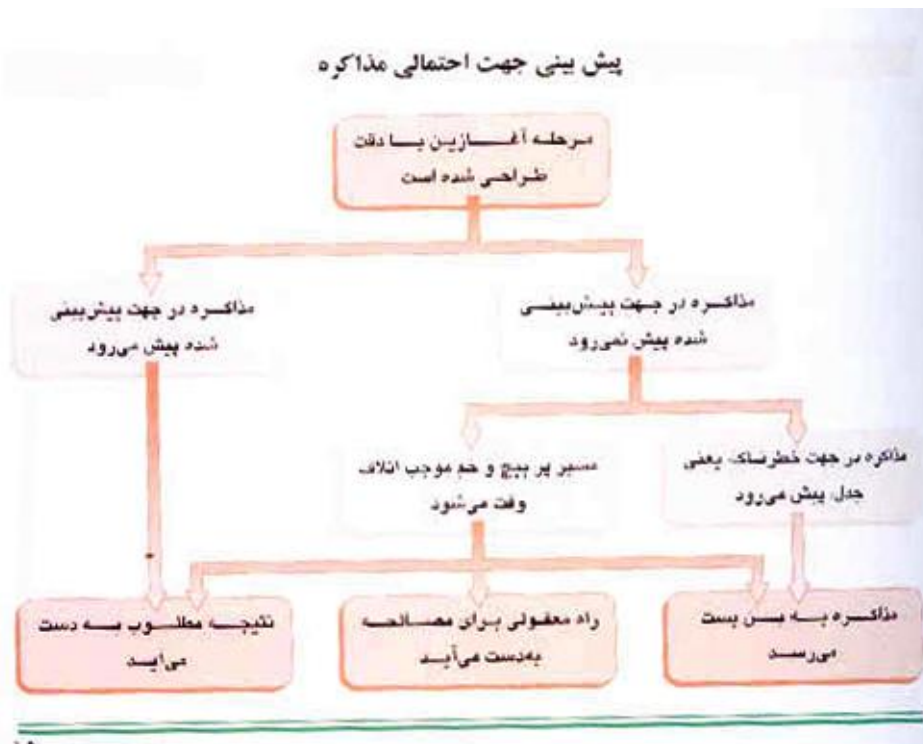 پیش بینی جهت احتمالی مذاکره
مرحله آغازین با دقت
طراحی شده است
مذاکره در جهت پیش‌بینی
شده پیش نمی‌رود
مذاکره در جهت پیش‌بینی
شده پیش می‌رود
مذاکره در جهت خطرناک، یعنی
جدل، پیش می‌رود
مسیر پر پیچ و خم موجب اتلاف
وقت می‌شود
مذاکره به بن بست
می‌رسد
راه معقولی برای مصالحه
به‌دست می‌آید
نتیجه مطلوب به دست
می‌آید